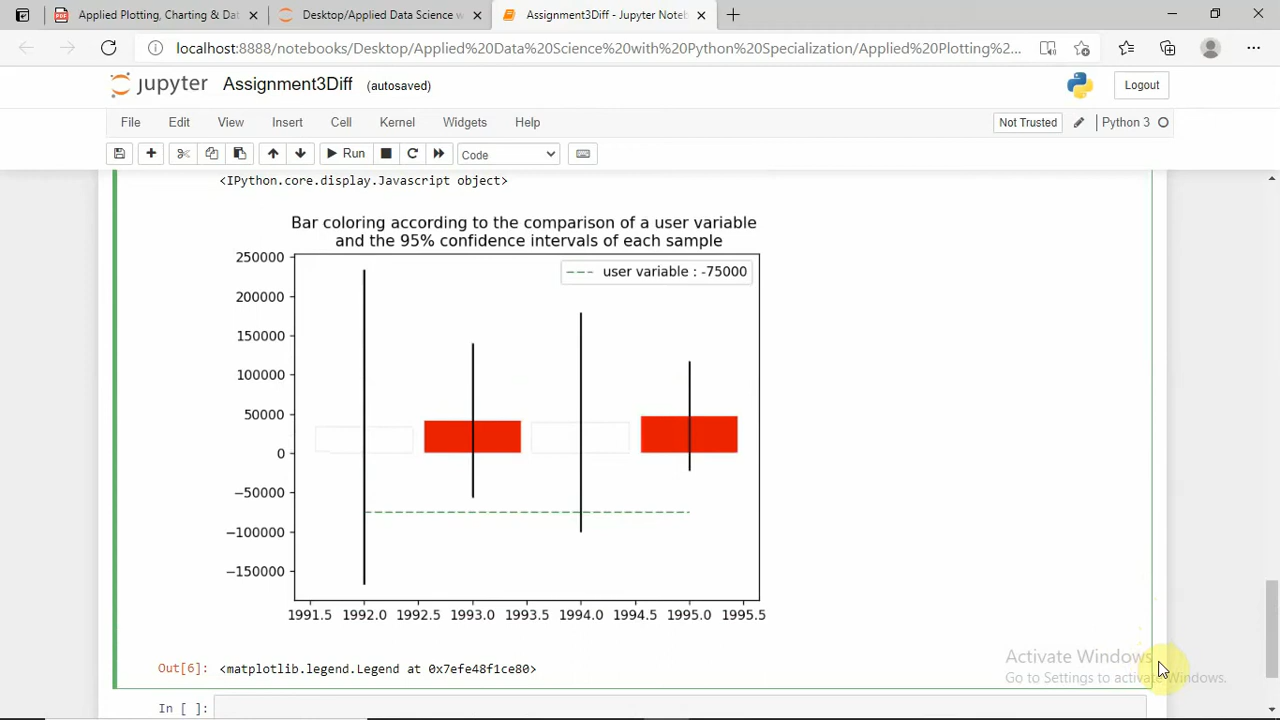 Applied Plotting, Charting & Dat
Desktop/Applied Data Science w
Assignment3Diff - Jupyter Noteb
localhost:8888/notebooks/Desktop/Applied%20Data%20Science%20with%20Python%20Specialization/Applied%20Plotting%2...
jupyter Assignment3Diff (autosaved)
Logout
File Edit View Insert Cell Kernel Widgets Help
Not Trusted
Python 3
Run
Code
<IPython.core.display.Javascript object>
Bar coloring according to the comparison of a user variable
and the 95% confidence intervals of each sample
user variable : -75000
250000
200000
150000
100000
50000
0
−50000
−100000
−150000
1991.5 1992.0 1992.5 1993.0 1993.5 1994.0 1994.5 1995.0 1995.5
Out[6]: <matplotlib.legend.Legend at 0x7efe48f1ce80>
Activate Windows
Go to Settings to activate Windows.
In [ ]: